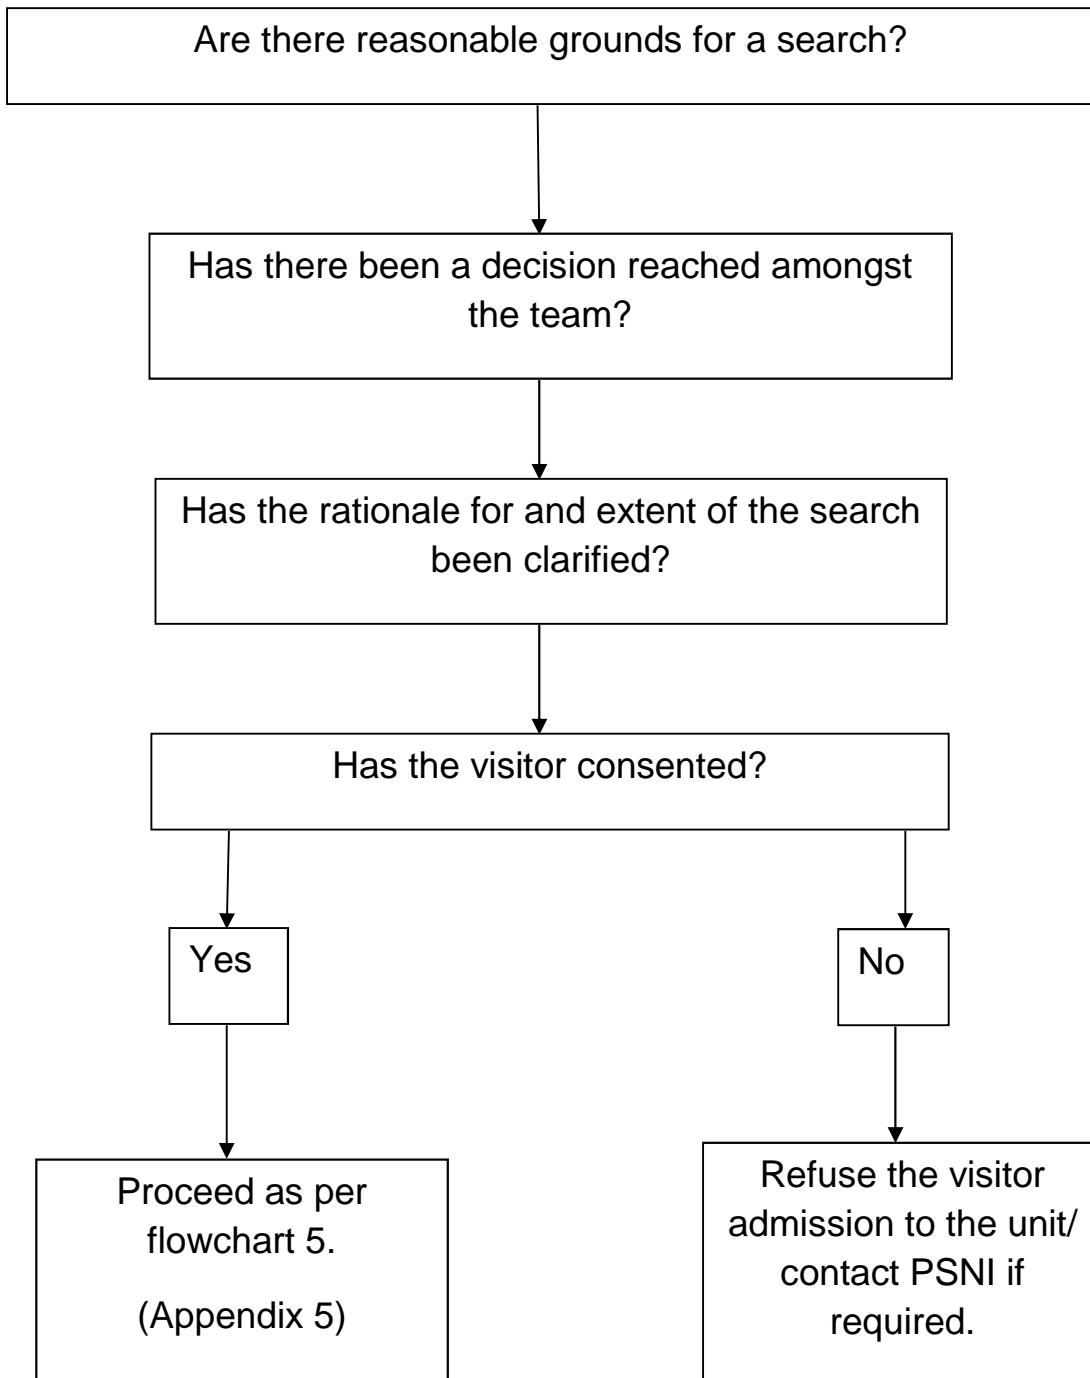 Are there reasonable grounds for a search?
Has there been a decision reached amongst
the team?
Has the rationale for and extent of the search
been clarified?
Has the visitor consented?
Yes
No
Proceed as per
flowchart 5.
(Appendix 5)
Refuse the visitor
admission to the unit/
contact PSNI if
required.